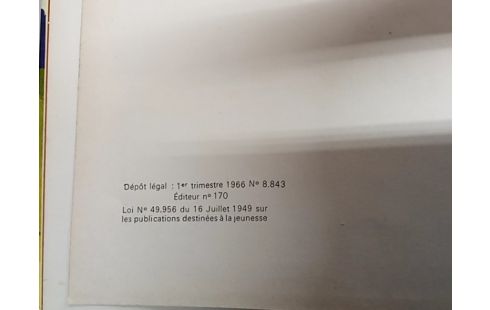 Dépôt légal : 1er trimestre 1966 Nº 8.843
Éditeur nº 170
Loi Nº 49.956 du 16 Juillet 1949 sur
les publications destinées à la jeunesse